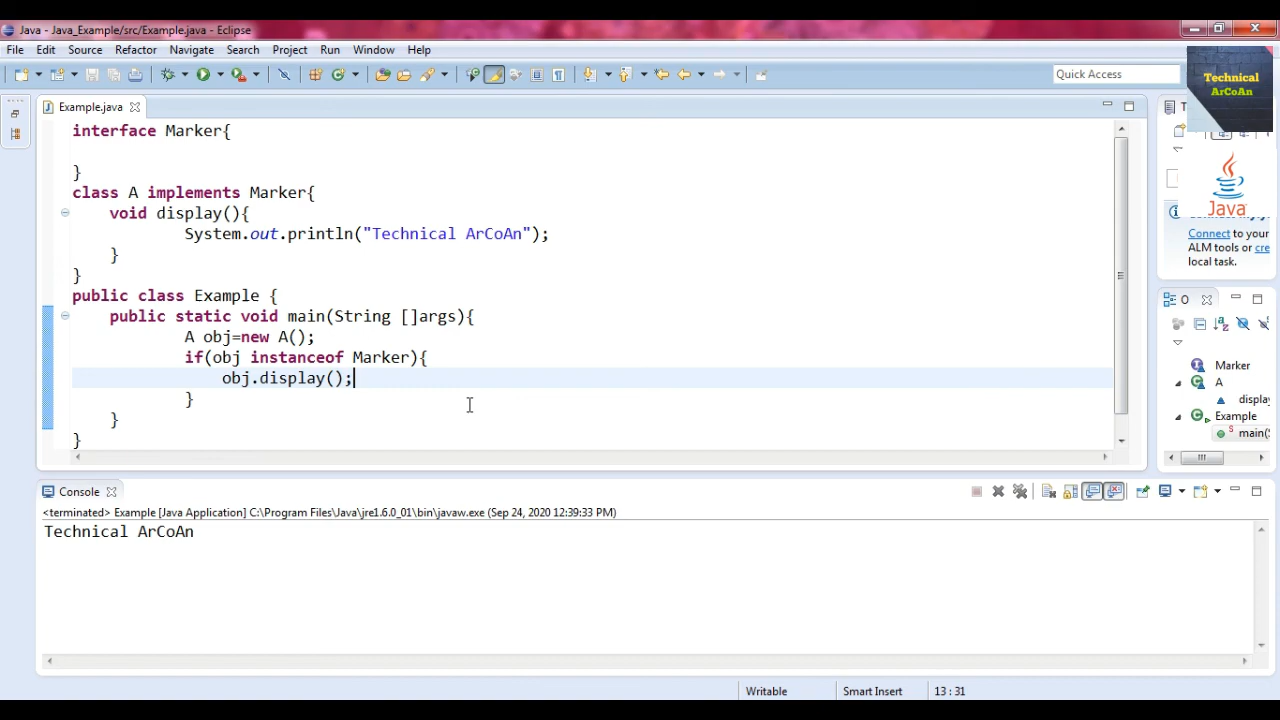 Java - Java_Example/src/Example.java - Eclipse
File Edit Source Refactor Navigate Search Project Run Window Help
Quick Access
Technical
ArCoAn
Example.java
interface Marker{
}
class A implements Marker{
void display(){
System.out.println("Technical ArCoAn");
}
}
public class Example {
public static void main(String []args){
A obj=new A();
if(obj instanceof Marker){
obj.display();
}
}
}
Java
Connect to your
ALM tools or
local task.
O
Marker
A
Example
Console
<terminated> Example [Java Application] C:\Program Files\Java\jre1.6.0_01\bin\javaw.exe (Sep 24, 2020 12:39:33 PM)
Technical ArCoAn
Writable Smart Insert 13 : 31